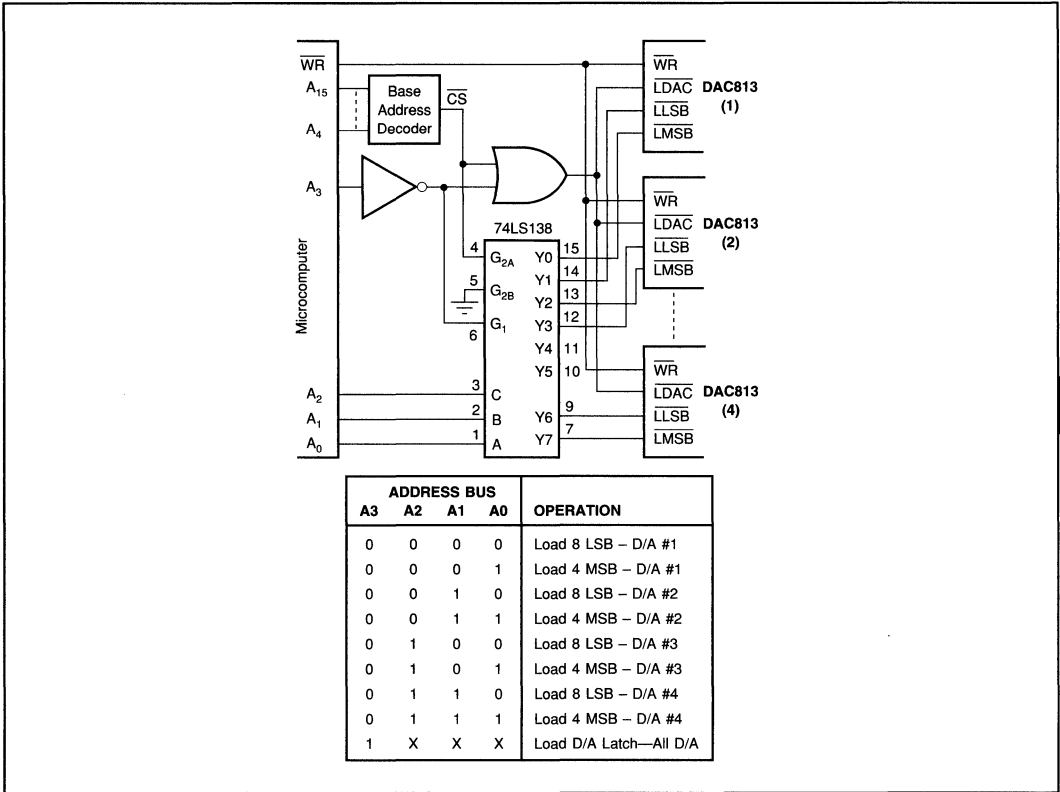 WR
A15
A4
A3
Microcomputer
A2
A1
A0
Base
Address
Decoder
CS
74LS138
4
5
6
3
2
1
G2A
G2B
G1
C
B
A
Y0
Y1
Y2
Y3
Y4
Y5
Y6
Y7
15
14
13
12
11
10
9
7
WR
LDAC
LLSB
LMSB
DAC813
(1)
WR
LDAC
LLSB
LMSB
DAC813
(2)
WR
LDAC
LLSB
LMSB
DAC813
(4)
ADDRESS BUS
A3 A2 A1 A0 OPERATION
0 0 0 0 Load 8 LSB – D/A #1
0 0 0 1 Load 4 MSB – D/A #1
0 0 1 0 Load 8 LSB – D/A #2
0 0 1 1 Load 4 MSB – D/A #2
0 1 0 0 Load 8 LSB – D/A #3
0 1 0 1 Load 4 MSB – D/A #3
0 1 1 0 Load 8 LSB – D/A #4
0 1 1 1 Load 4 MSB – D/A #4
1 X X X Load D/A Latch—All D/A